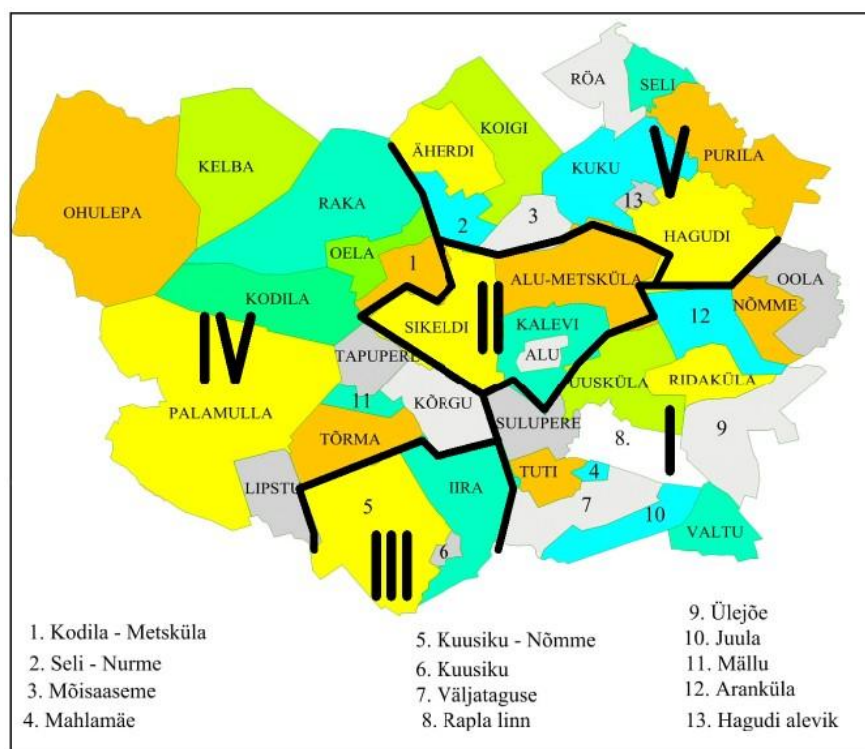 RÖA
SELI
KOIGI
ÄHERDI
KELBA
KUKU
V
PURILA
OHULEPA
RAKA
13
2
3
HAGUDI
OELA
1
OOLA
ALU-METSKÜLA
KODILA
NÕMME
SIKELDI
II
12
KALEVI
IV
TAPUPERE
ALU
UUSKÜLA
RIDAKÜLA
11
KÕRGU
PALAMULLA
SULUPERE
9
TÕRMA
8.
I
TUTI
4
LIPSTU
5
IIRA
7
10
VALTU
III
6
1. Kodila - Metsküla
2. Seli - Nurme
3. Mõisaaseme
4. Mahlamäe
5. Kuusiku - Nõmme
6. Kuusiku
7. Väljataguse
8. Rapla linn
9. Ülejõe
10. Juula
11. Mällu
12. Aranküla
13. Hagudi alevik